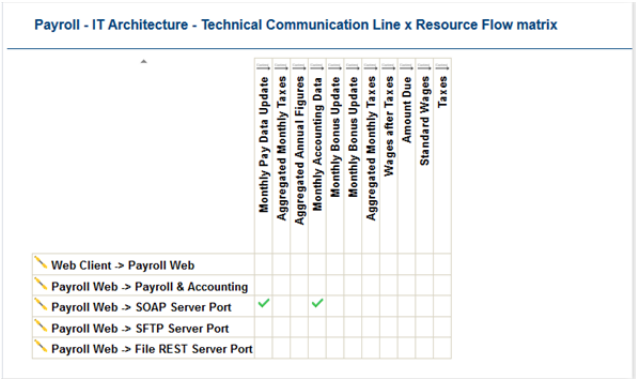 Payroll - IT Architecture - Technical Communication Line x Resource Flow matrix
Monthly Pay Data Update
Aggregated Monthly Taxes
Aggregated Annual Figures
Monthly Accounting Data
Monthly Bonus Update
Monthly Bonus Update
Aggregated Monthly Taxes
Wages after Taxes
Amount Due
Standard Wages
Taxes
Web Client -> Payroll Web
Payroll Web -> Payroll & Accounting
Payroll Web -> SOAP Server Port
Payroll Web -> SFTP Server Port
Payroll Web -> File REST Server Port